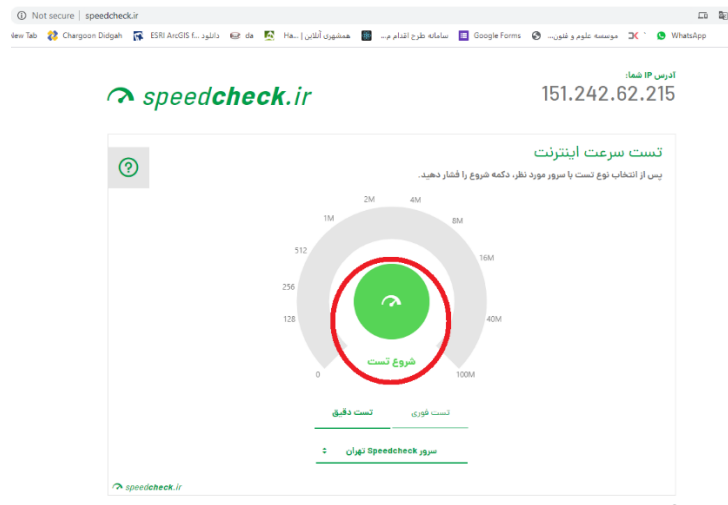 Not secure | speedcheck.ir
New Tab Chargoon Didgah ESRI ArcGIS f... دانلود da همشهری آنلاین | Ha... سامانه طرح اقدام م... Google Forms موسسه علوم و فنون... WhatsApp
آدرس IP شما:
speedcheck.ir 151.242.62.215
تست سرعت اینترنت
پس از انتخاب نوع تست با سرور مورد نظر، دکمه شروع را فشار دهید.
2M 4M
1M 8M
512 16M
256
128 40M
شروع تست
0 100M
تست فوری تست دقیق
سرور Speedcheck تهران
speedcheck.ir